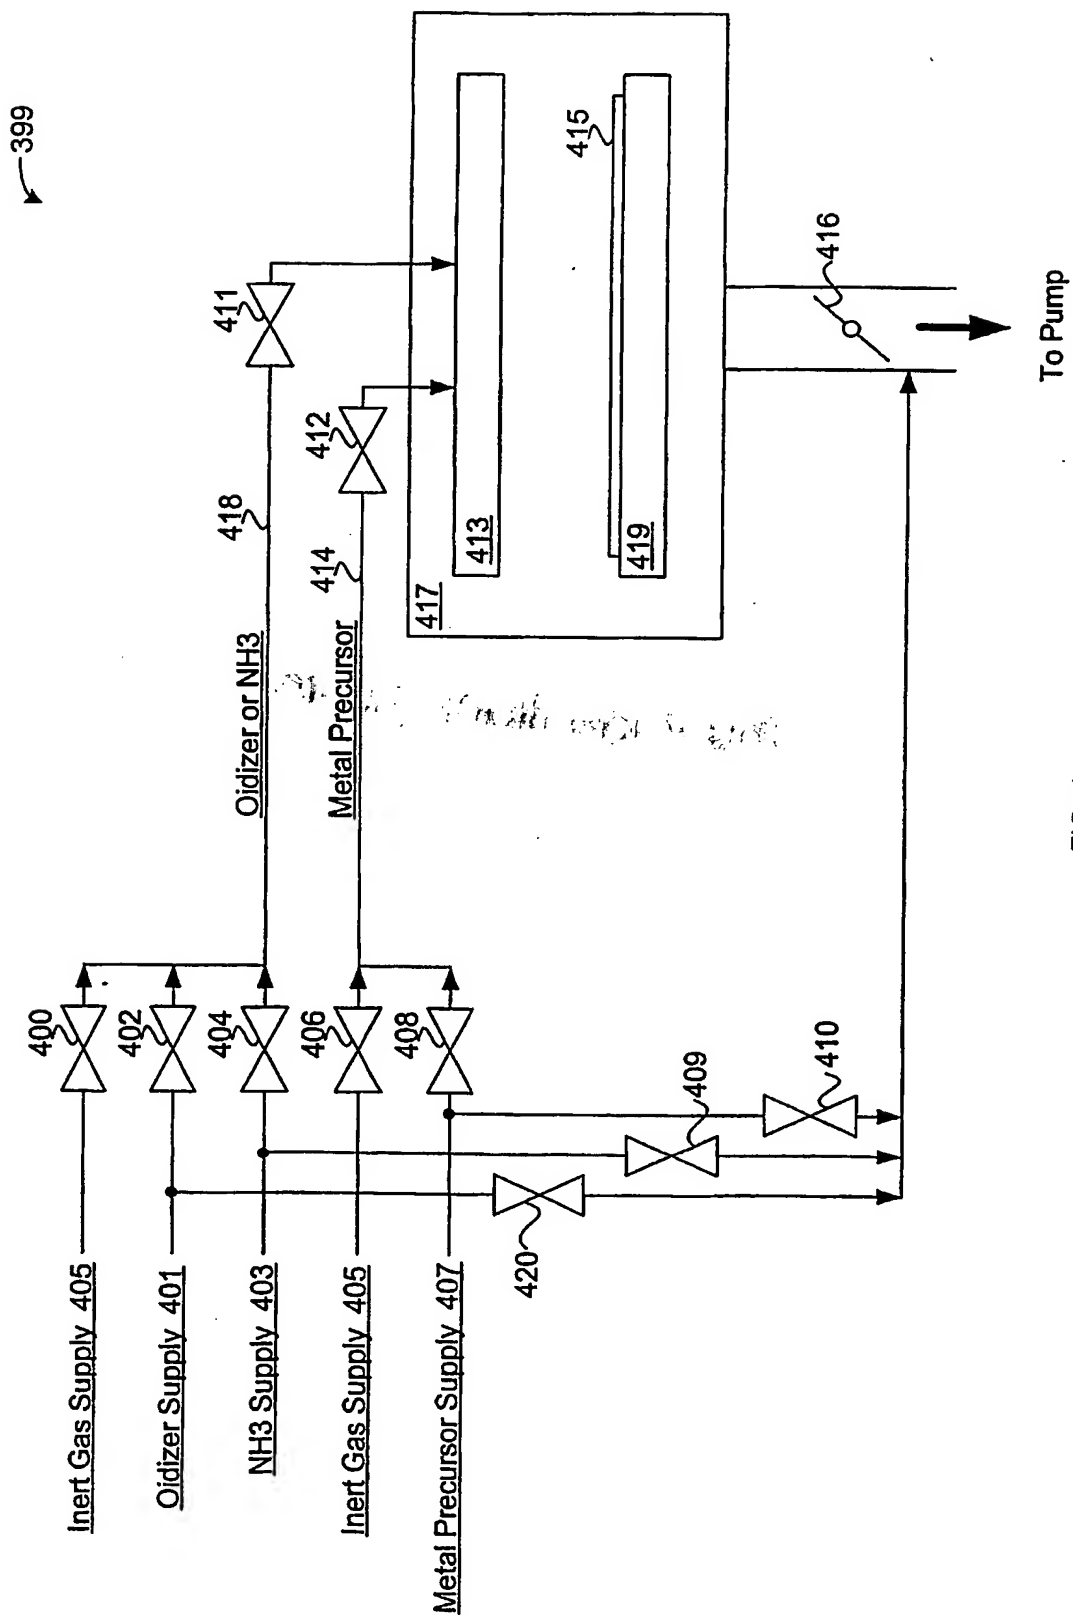 399
Inert Gas Supply 405
400
Oidizer Supply 401
402
NH3 Supply 403
404
Inert Gas Supply 405
406
Metal Precursor Supply 407
408
420
409
410
Oidizer or NH3
418
411
Metal Precursor
414
412
417
413
415
419
416
To Pump